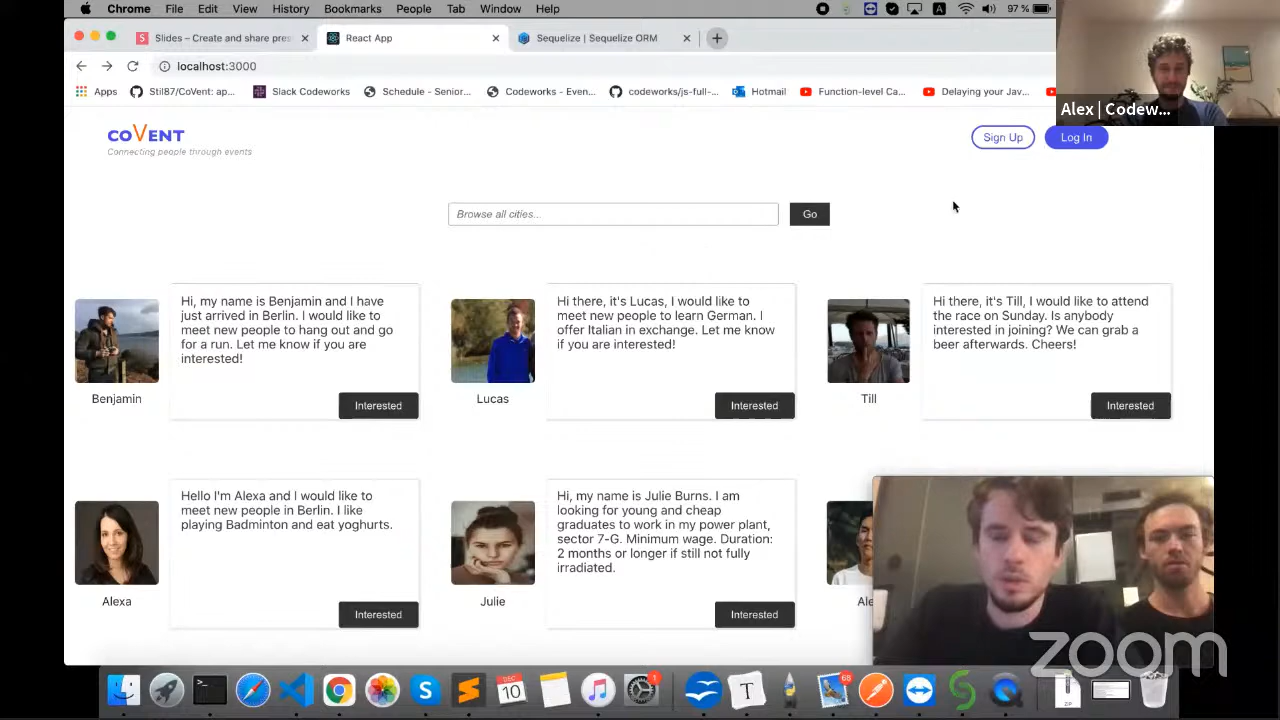 Chrome File Edit View History Bookmarks People Tab Window Help 97 %
Slides – Create and share pres
React App
Sequelize | Sequelize ORM
localhost:3000
Apps
Stil87/CoVent: ap...
Slack Codeworks
Schedule - Senior...
Codeworks - Even...
codeworks/js-full-...
Hotmail
Function-level Ca...
Delaying your Jav...
Alex | Codew...
COVENT
Connecting people through events
Sign Up
Log In
Browse all cities...
Go
Hi, my name is Benjamin and I have
just arrived in Berlin. I would like to
meet new people to hang out and go
for a run. Let me know if you are
interested!
Interested
Benjamin
Hi there, it's Lucas, I would like to
meet new people to learn German. I
offer Italian in exchange. Let me know
if you are interested!
Interested
Lucas
Hi there, it's Till, I would like to attend
the race on Sunday. Is anybody
interested in joining? We can grab a
beer afterwards. Cheers!
Interested
Till
Hello I'm Alexa and I would like to
meet new people in Berlin. I like
playing Badminton and eat yoghurts.
Interested
Alexa
Hi, my name is Julie Burns. I am
looking for young and cheap
graduates to work in my power plant,
sector 7-G. Minimum wage. Duration:
2 months or longer if still not fully
irradiated.
Interested
Julie
Ale
zoom
DEC
10
68
1
ZIP